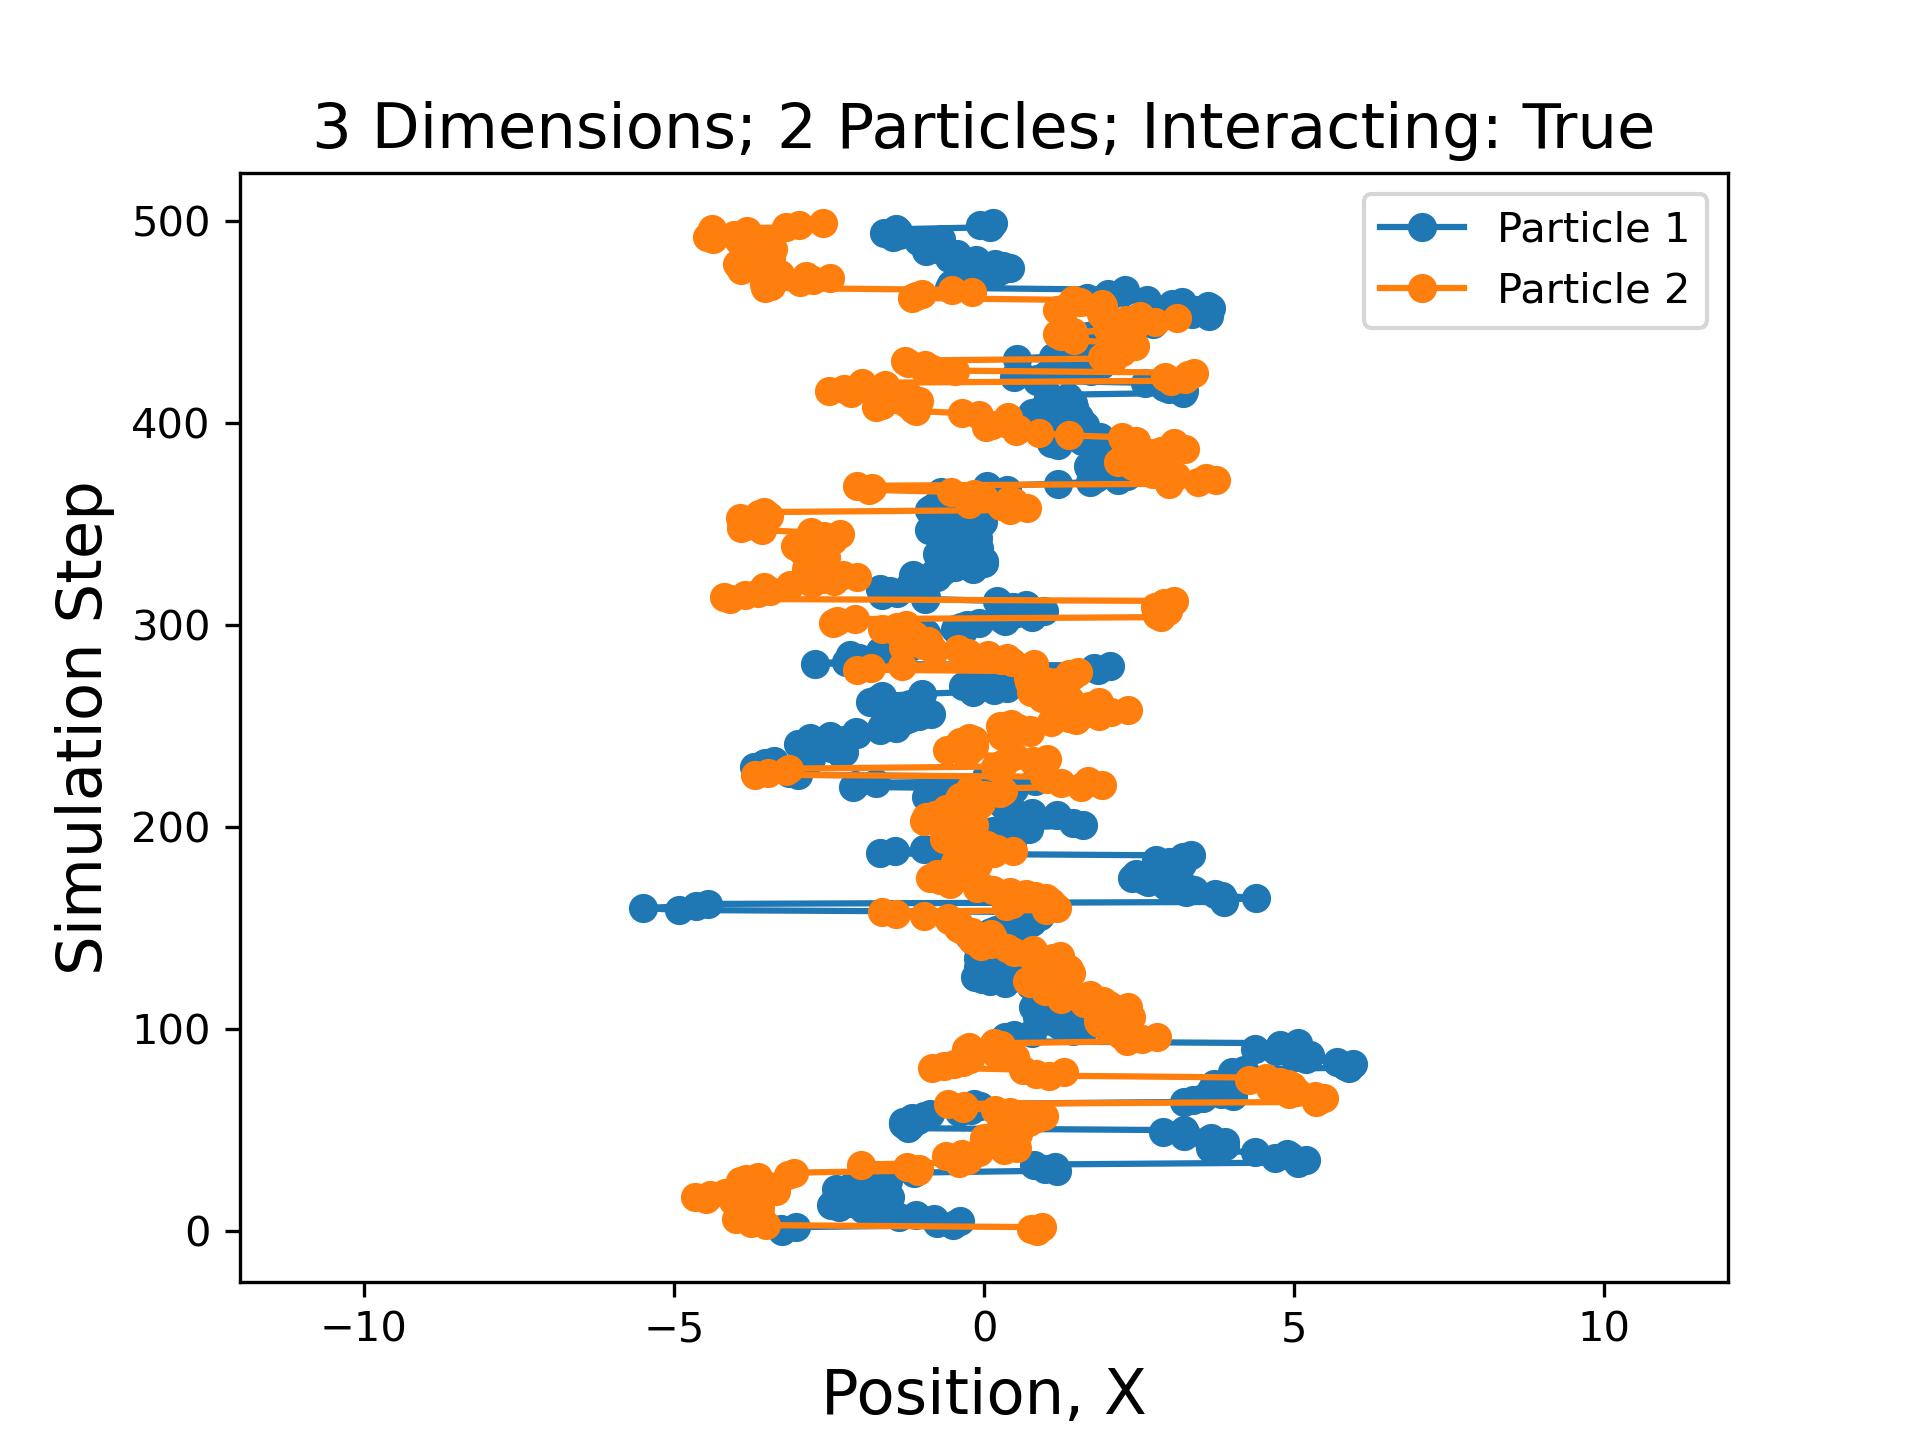 3 Dimensions; 2 Particles; Interacting: True
Particle 1
Particle 2
Simulation Step
500
400
300
200
100
0
−10
−5
0
5
10
Position, X